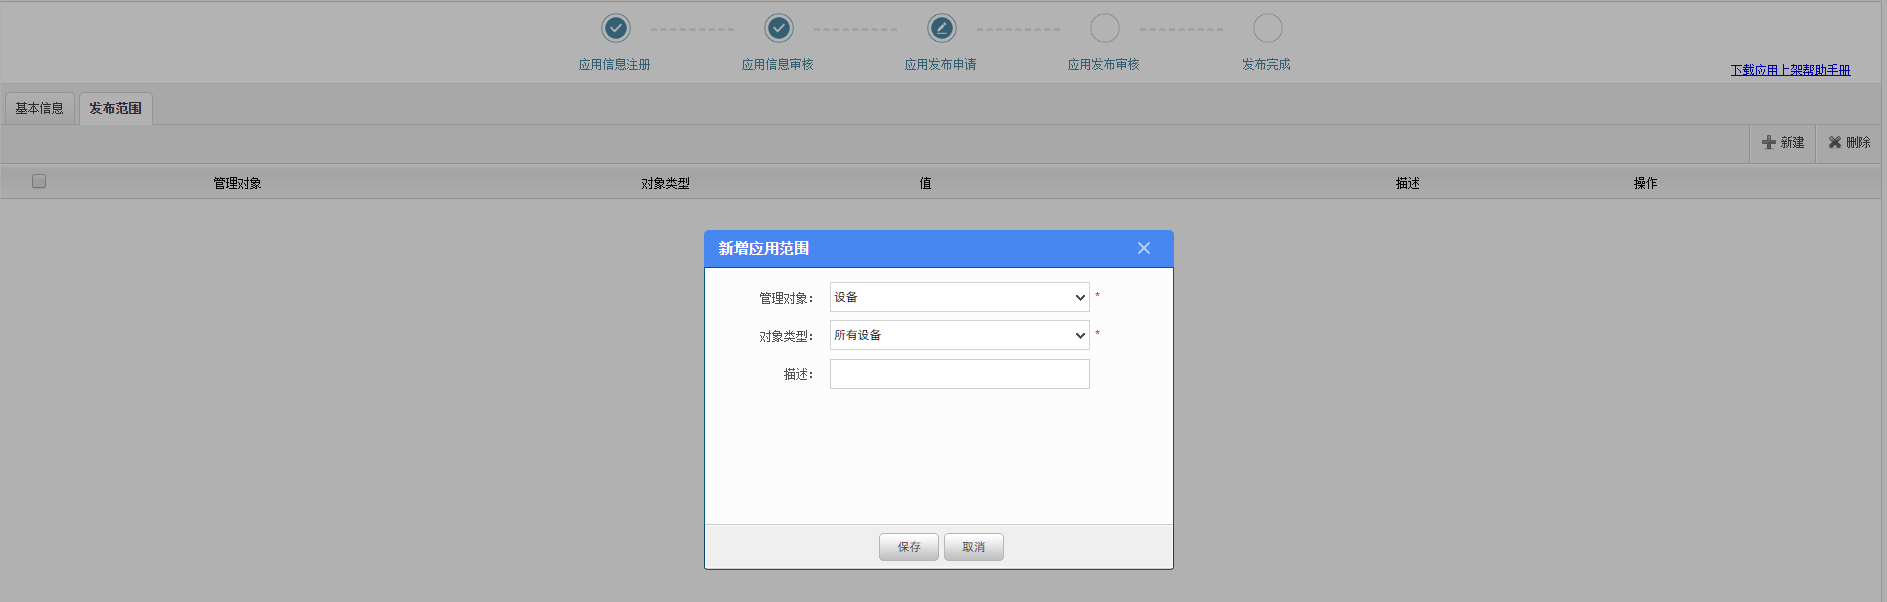 应用信息注册 应用信息审核 应用发布申请 应用发布审核 发布完成
下载应用上架帮助手册
基本信息 发布范围
新建 删除
管理对象 对象类型 值 描述 操作
新增应用范围
管理对象： 设备 *
对象类型： 所有设备 *
描述：
保存 取消